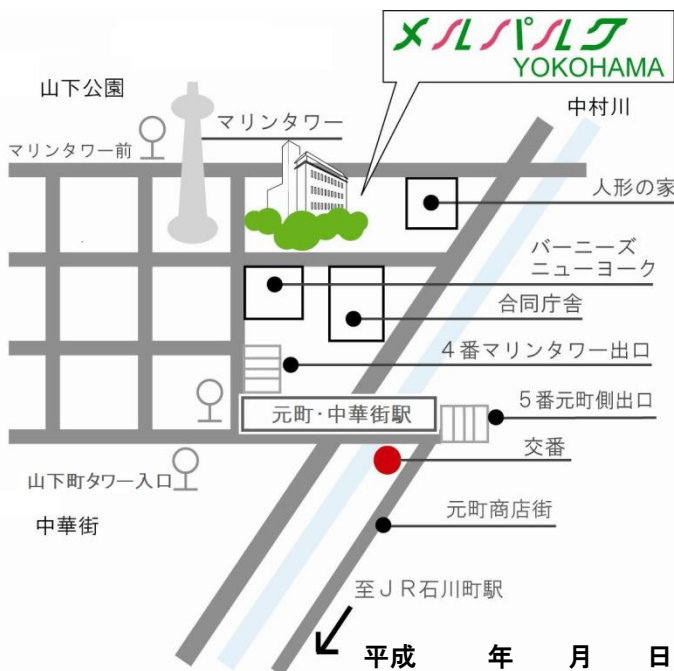 メルパルク
YOKOHAMA
山下公園
中村川
マリンタワー
マリンタワー前
人形の家
バーニーズ
ニューヨーク
合同庁舎
4番マリンタワー出口
元町・中華街駅
5番元町側出口
交番
山下町タワー入口
元町商店街
中華街
至JR石川町駅
平成 年 月 日